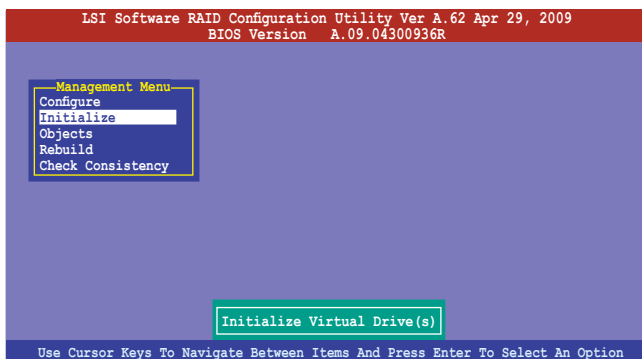 LSI Software RAID Configuration Utility Ver A.62 Apr 29, 2009
BIOS Version A.09.04300936R
Management Menu
Configure
Initialize
Objects
Rebuild
Check Consistency
Initialize Virtual Drive(s)
Use Cursor Keys To Navigate Between Items And Press Enter To Select An Option